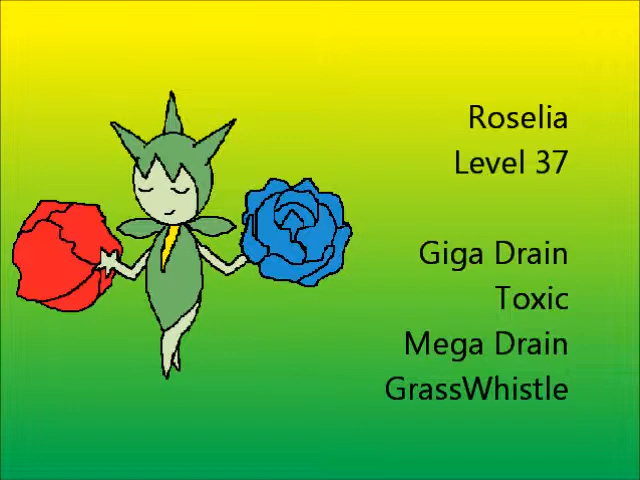 Roselia
Level 37
Giga Drain
Toxic
Mega Drain
GrassWhistle